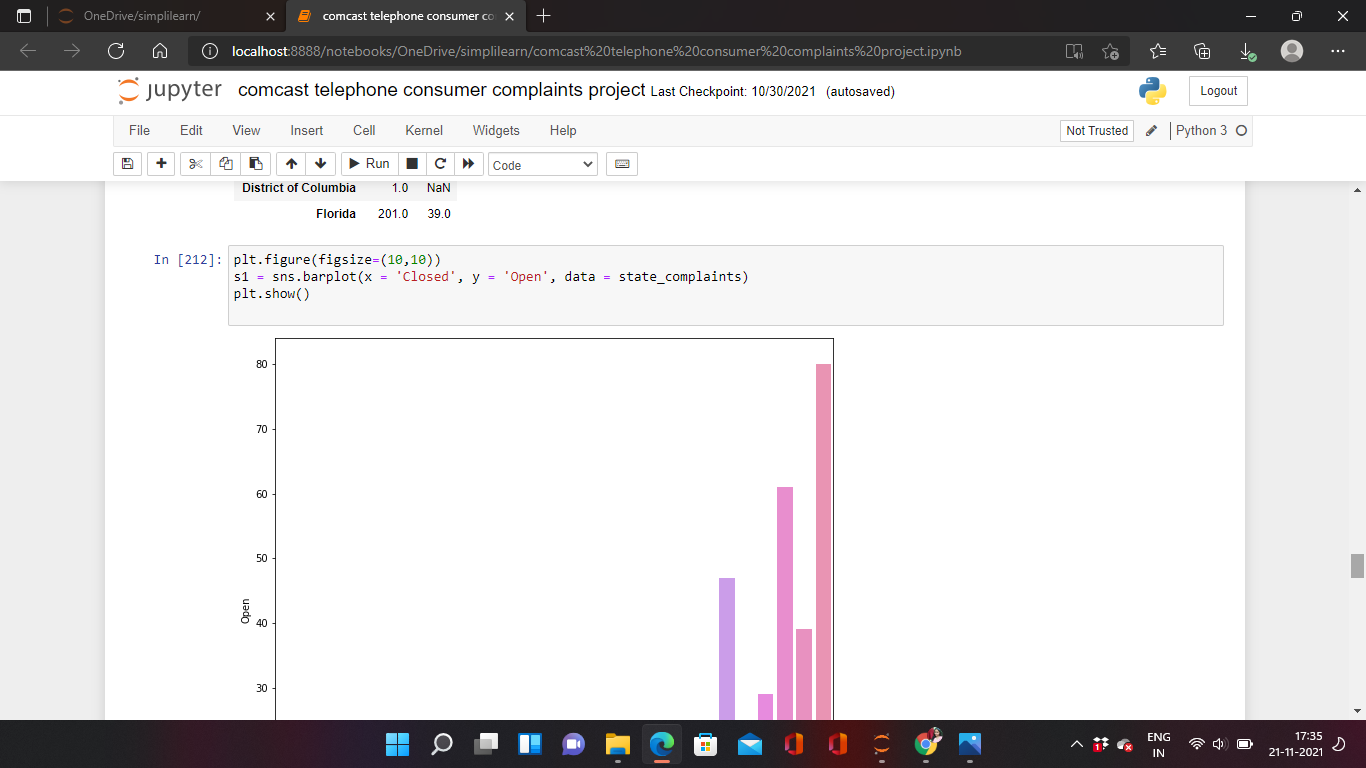 OneDrive/simplilearn/
comcast telephone consumer co
localhost:8888/notebooks/OneDrive/simplilearn/comcast%20telephone%20consumer%20complaints%20project.ipynb
jupyter comcast telephone consumer complaints project Last Checkpoint: 10/30/2021 (autosaved)
Logout
File Edit View Insert Cell Kernel Widgets Help
Not Trusted
Python 3
Run
Code
District of Columbia 1.0 NaN
Florida 201.0 39.0
In [212]:
plt.figure(figsize=(10,10))
s1 = sns.barplot(x = 'Closed', y = 'Open', data = state_complaints)
plt.show()
80
70
60
50
40
30
Open
1
ENG
IN
17:35
21-11-2021